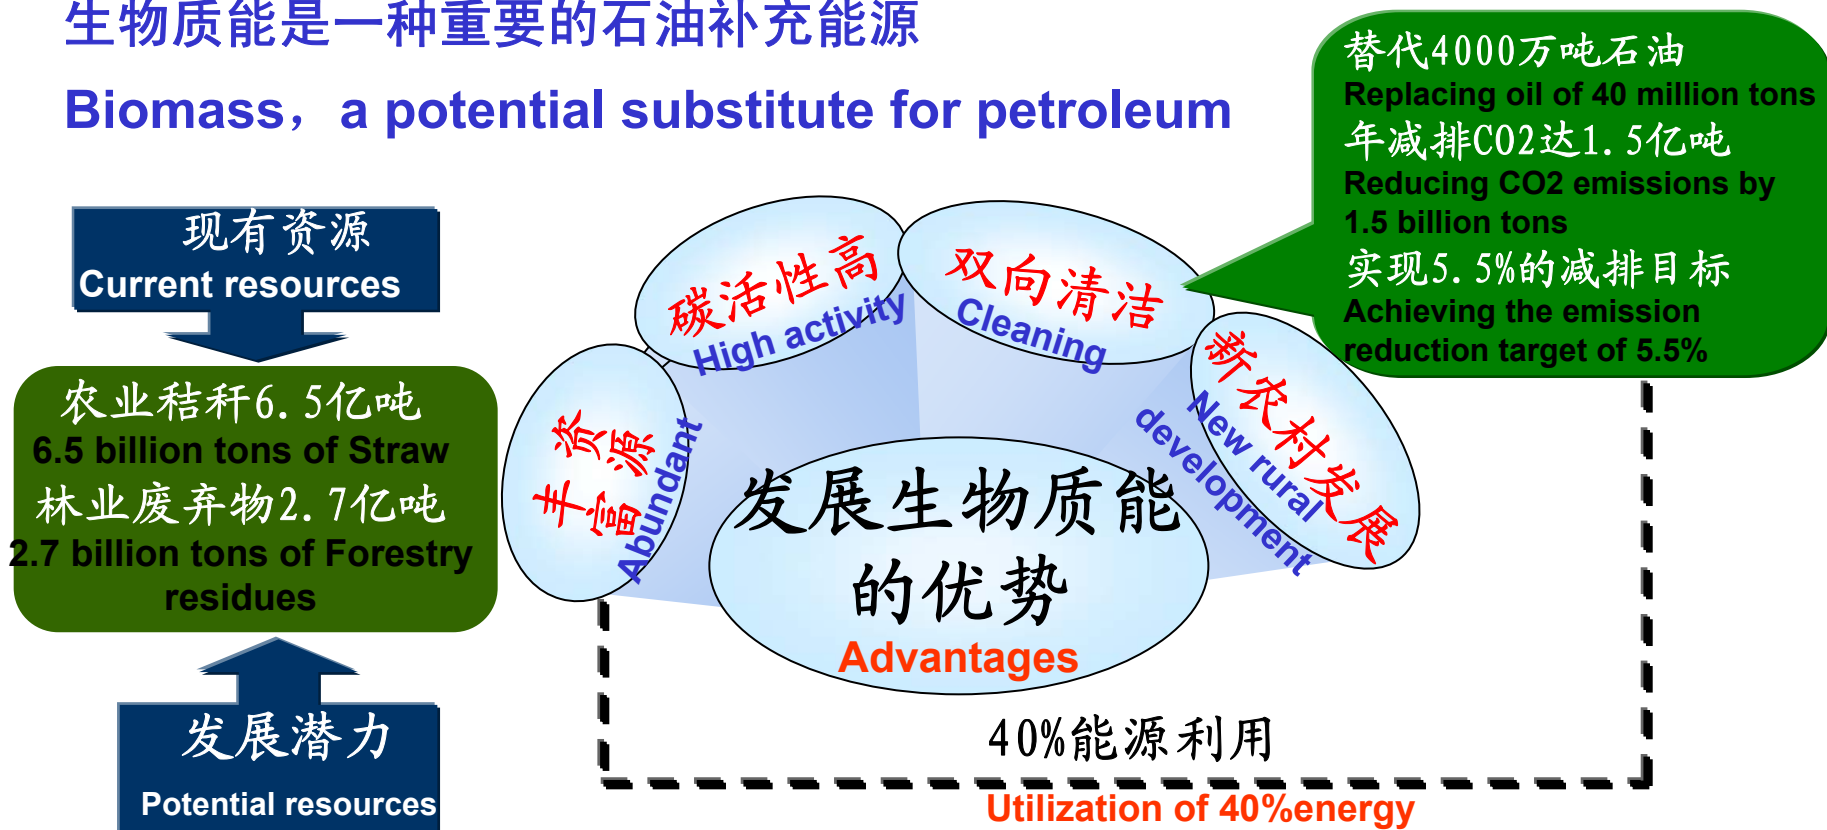 生物质能是一种重要的石油补充能源
Biomass，a potential substitute for petroleum
替代4000万吨石油
Replacing oil of 40 million tons
年减排CO2达1.5亿吨
Reducing CO2 emissions by
1.5 billion tons
实现5.5%的减排目标
Achieving the emission
reduction target of 5.5%
现有资源
Current resources
农业秸秆6.5亿吨
6.5 billion tons of Straw
林业废弃物2.7亿吨
2.7 billion tons of Forestry
residues
发展潜力
Potential resources
资源
丰富
Abundant
碳活性高
High activity
双向清洁
Cleaning
新农村发展
New rural
development
发展生物质能
的优势
Advantages
40%能源利用
Utilization of 40%energy